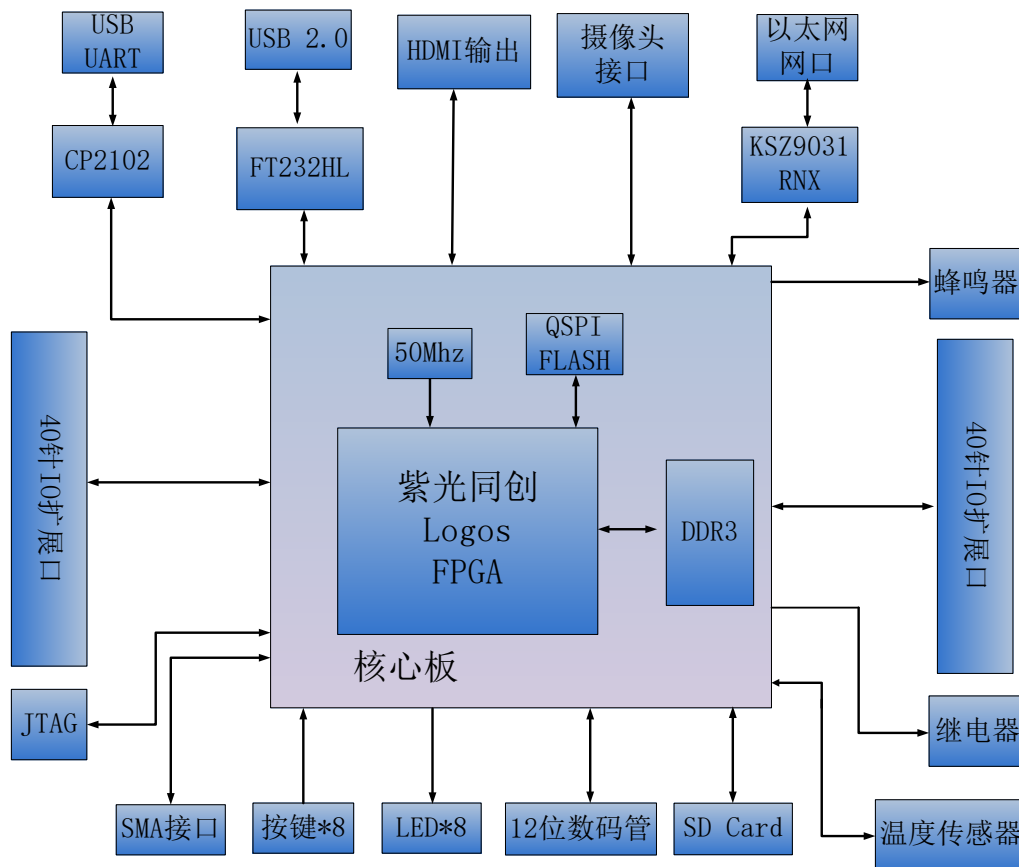 USB
UART
USB 2.0
HDMI输出
摄像头
接口
以太网
网口
CP2102
FT232HL
KSZ9031
RNX
蜂鸣器
50Mhz
QSPI
FLASH
40针IO扩展口
紫光同创
Logos
FPGA
DDR3
40针IO扩展口
核心板
JTAG
继电器
SMA接口
按键*8
LED*8
12位数码管
SD Card
温度传感器